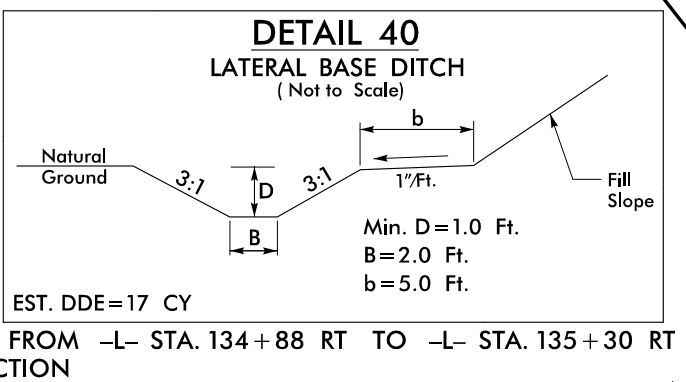 DETAIL 40
LATERAL BASE DITCH
( Not to Scale)
b
Natural
Ground
3:1
D
3:1
1"/Ft.
Fill
Slope
B
Min. D=1.0 Ft.
B=2.0 Ft.
b=5.0 Ft.
EST. DDE=17 CY
FROM -L- STA. 134+88 RT TO -L- STA. 135+30 RT